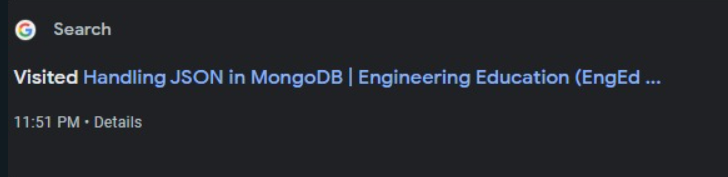 Search
Visited Handling JSON in MongoDB | Engineering Education (EngEd ...
11:51 PM • Details